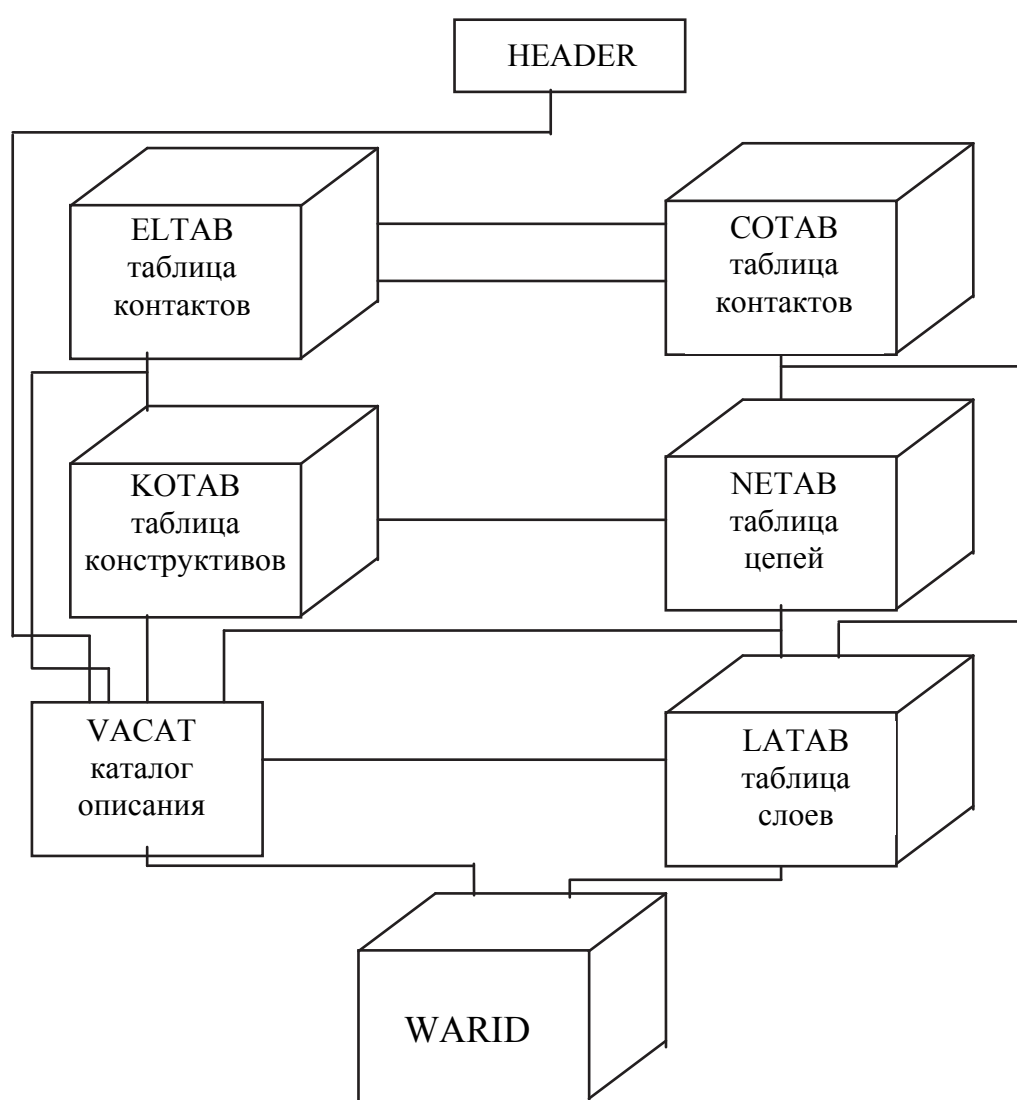 HEADER
ELTAB
таблица
контактов
COTAB
таблица
контактов
KOTAB
таблица
конструктивов
NETAB
таблица
цепей
VACAT
каталог
описания
LATAB
таблица
слоев
WARID